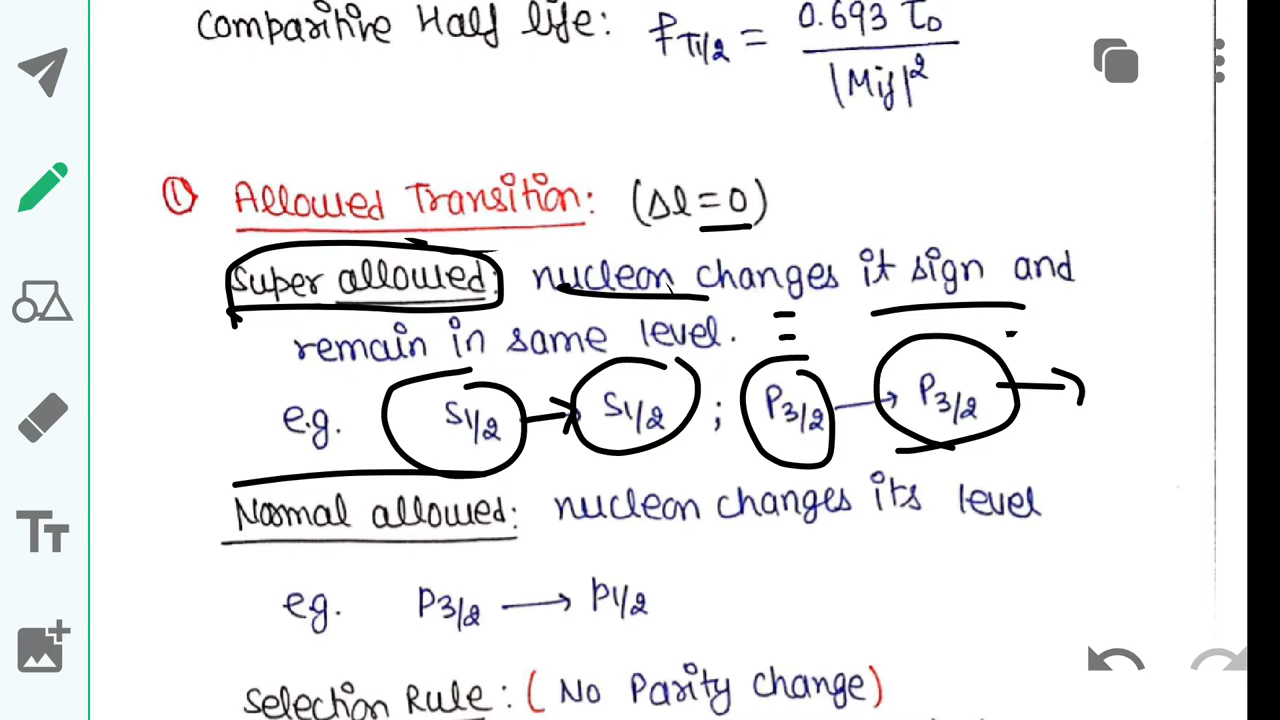 Comparitive Half life: fT1/2 = 0.693 τ0 / |Mif|²
① Allowed Transition: (Δl = 0)
Super allowed: nucleon changes it sign and
remain in same level.
e.g. S1/2 → S1/2 ; P3/2 → P3/2 →
Normal allowed: nucleon changes its level
e.g. P3/2 → P1/2
Selection Rule: (No Parity change)
TT